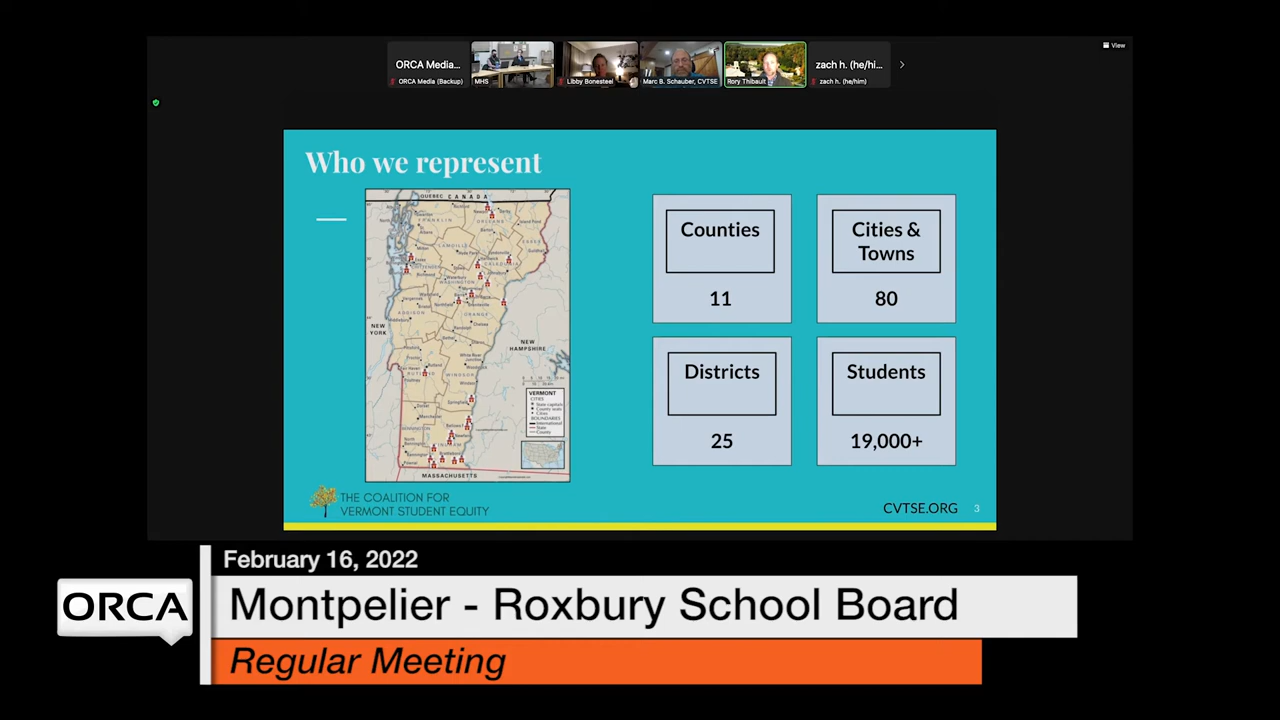 View
ORCA Media...
ORCA Media (Backup)
MHS
Libby Bonesteel
Marc B. Schauber, CVTSE
Rory Thibault
zach h. (he/hi...
zach h. (he/him)
Who we represent
QUEBEC CANADA
NEW
YORK
NEW
HAMPSHIRE
VERMONT
MASSACHUSETTS
Counties
11
Cities &
Towns
80
Districts
25
Students
19,000+
THE COALITION FOR
VERMONT STUDENT EQUITY
CVTSE.ORG
3
February 16, 2022
ORCA
Montpelier - Roxbury School Board
Regular Meeting